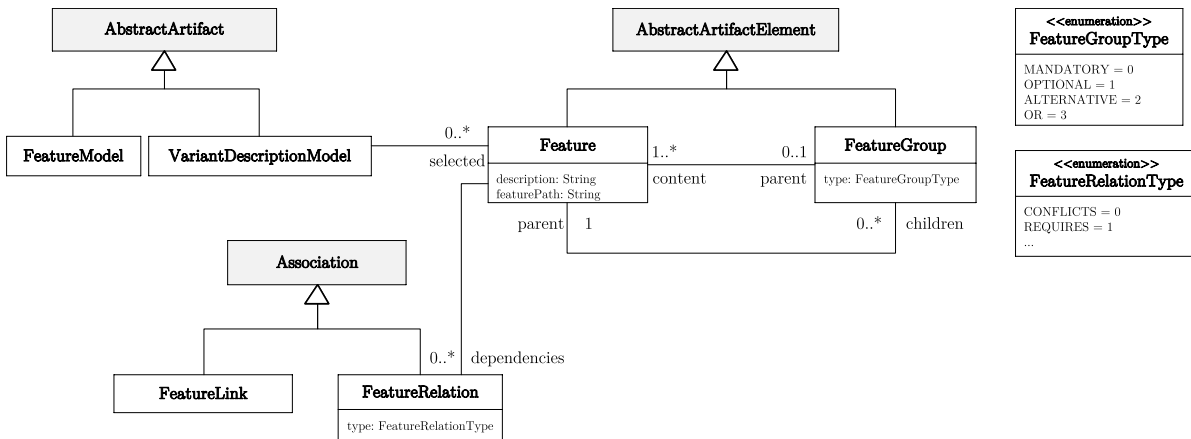 AbstractArtifact
AbstractArtifactElement
<<enumeration>>
FeatureGroupType
MANDATORY = 0
OPTIONAL = 1
ALTERNATIVE = 2
OR = 3
FeatureModel
VariantDescriptionModel
0..*
selected
Feature
description: String
featurePath: String
1..*
content
0..1
parent
FeatureGroup
type: FeatureGroupType
<<enumeration>>
FeatureRelationType
CONFLICTS = 0
REQUIRES = 1
...
parent
1
0..*
children
Association
0..*
dependencies
FeatureLink
FeatureRelation
type: FeatureRelationType